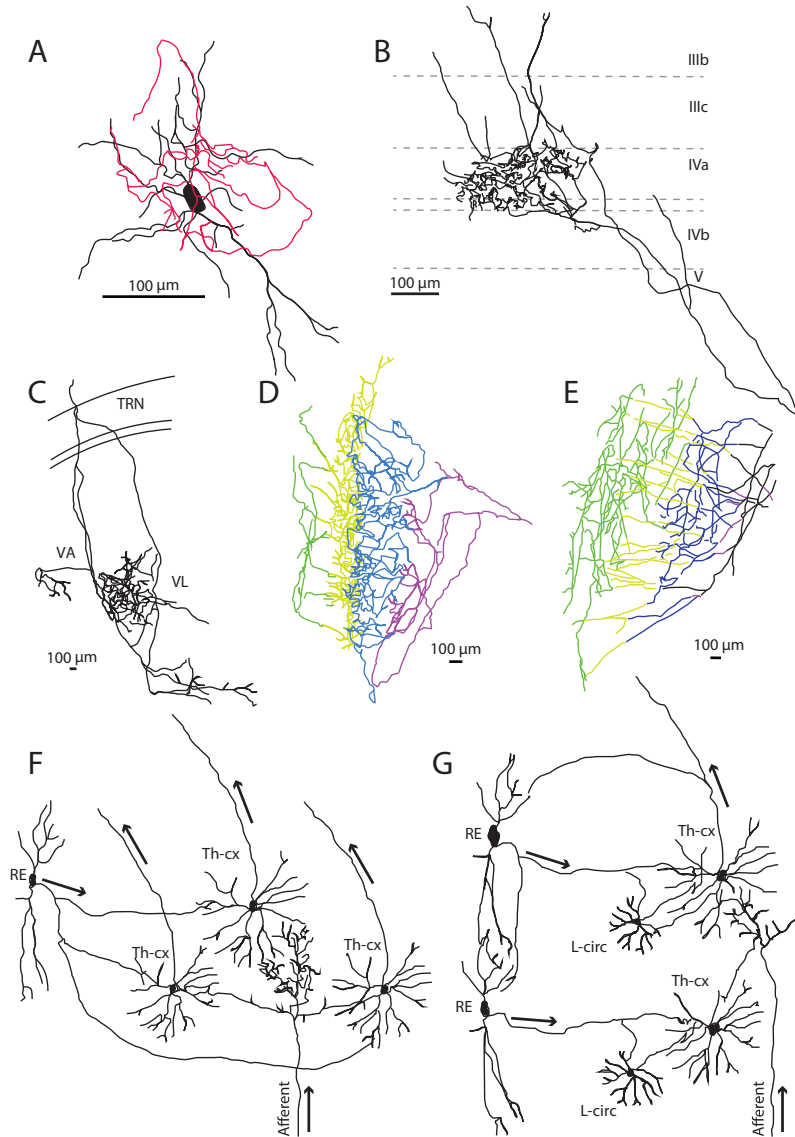 A
B
IIIb
IIIc
IVa
IVb
V
100 μm
100 μm
C
TRN
VA
VL
100 μm
D
100 μm
E
100 μm
F
RE
Th-cx
Th-cx
Th-cx
Afferent
G
RE
Th-cx
L-circ
RE
Th-cx
L-circ
Afferent